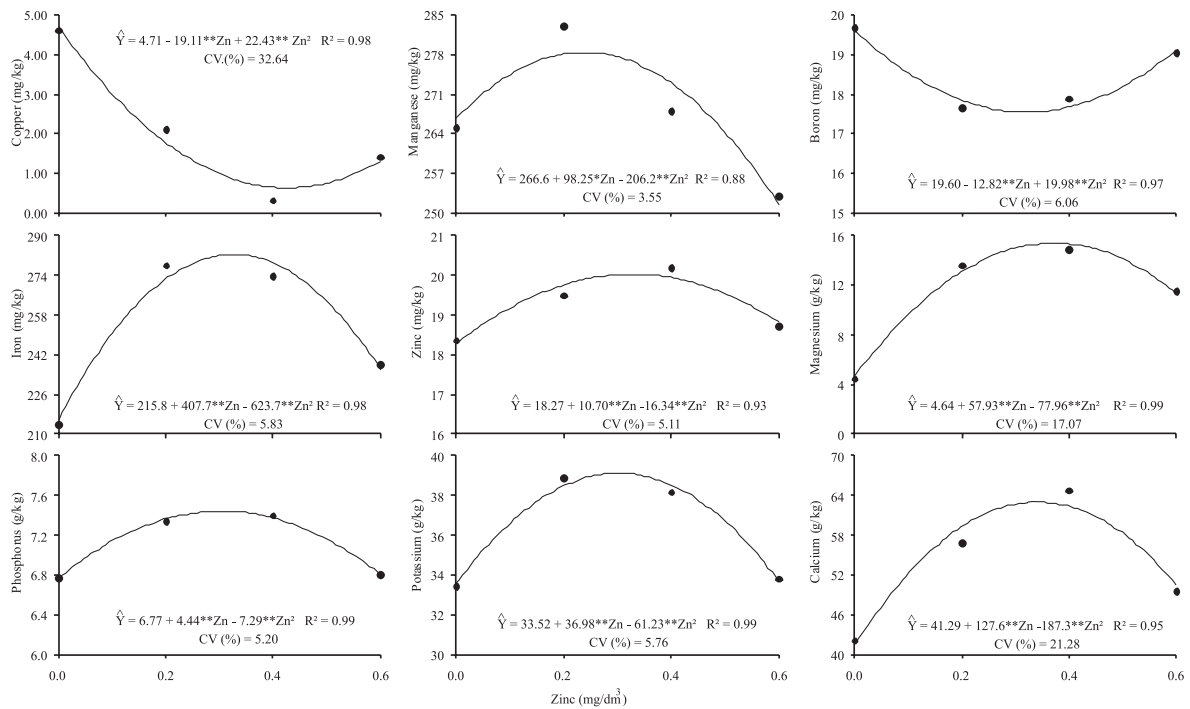 5.00
4.00
3.00
2.00
1.00
0.00
Copper (mg/kg)
Ŷ = 4.71 - 19.11**Zn + 22.43** Zn² R² = 0.98
CV.(%) = 32.64
285
278
271
264
257
250
Manganese (mg/kg)
Ŷ = 266.6 + 98.25*Zn - 206.2**Zn² R² = 0.88
CV (%) = 3.55
20
19
18
17
16
15
Boron (mg/kg)
Ŷ = 19.60 - 12.82**Zn + 19.98**Zn² R² = 0.97
CV (%) = 6.06
290
274
258
242
226
210
Iron (mg/kg)
Ŷ = 215.8 + 407.7**Zn - 623.7**Zn² R² = 0.98
CV (%) = 5.83
21
20
19
18
17
16
Zinc (mg/kg)
Ŷ = 18.27 + 10.70**Zn -16.34**Zn² R² = 0.93
CV (%) = 5.11
16
12
8
4
0
Magnesium (g/kg)
Ŷ = 4.64 + 57.93**Zn - 77.96**Zn² R² = 0.99
CV (%) = 17.07
8.0
7.6
7.2
6.8
6.4
6.0
Phosphorus (g/kg)
Ŷ = 6.77 + 4.44**Zn - 7.29**Zn² R² = 0.99
CV (%) = 5.20
0.0 0.2 0.4 0.6
40
38
36
34
32
30
Potassium (g/kg)
Ŷ = 33.52 + 36.98**Zn - 61.23**Zn² R² = 0.99
CV (%) = 5.76
0.0 0.2 0.4 0.6
70
64
58
52
46
40
Calcium (g/kg)
Ŷ = 41.29 + 127.6**Zn -187.3**Zn² R² = 0.95
CV (%) = 21.28
0.0 0.2 0.4 0.6
Zinc (mg/dm³)